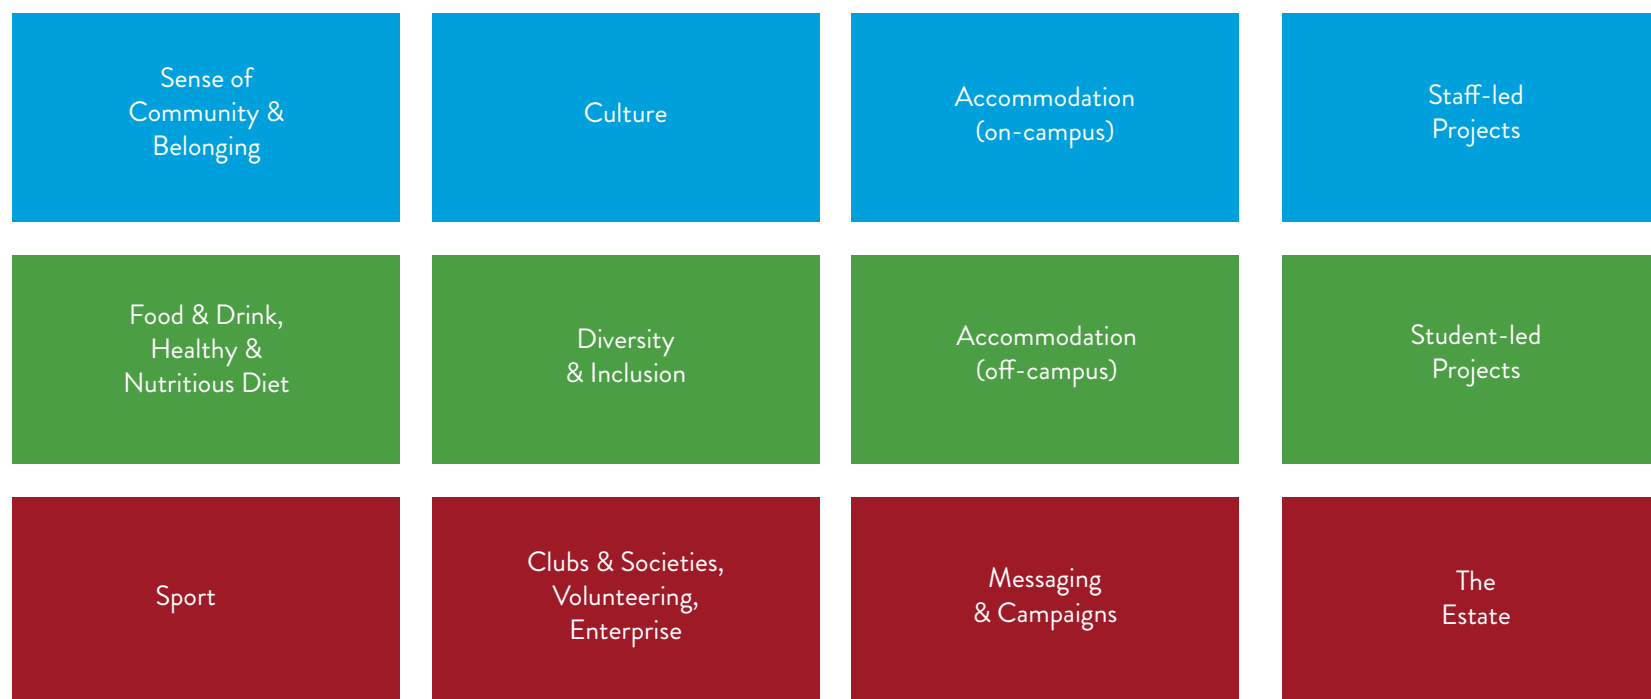 Sense of
Community &
Belonging
Culture
Accommodation
(on-campus)
Staff-led
Projects
Food & Drink,
Healthy &
Nutritious Diet
Diversity
& Inclusion
Accommodation
(off-campus)
Student-led
Projects
Sport
Clubs & Societies,
Volunteering,
Enterprise
Messaging
& Campaigns
The
Estate